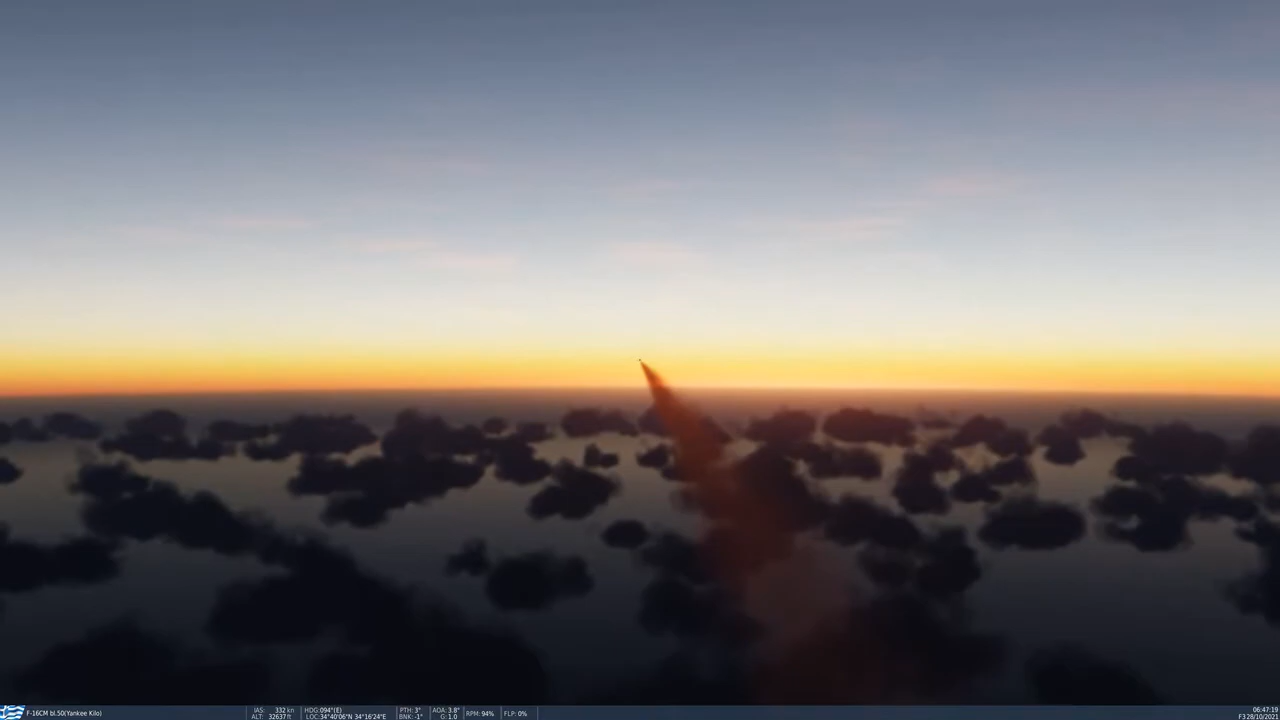 F-16CM bl.50(Yankee Kilo)
IAS: 332 kn
ALT: 32637 ft
HDG: 094°(E)
LOC: 34°40'06"N 34°16'24"E
PTH: 3°
BNK: -1°
AOA: 3.8°
G: 1.0
RPM: 94%
FLP: 0%
06:47:19
F3 28/10/202